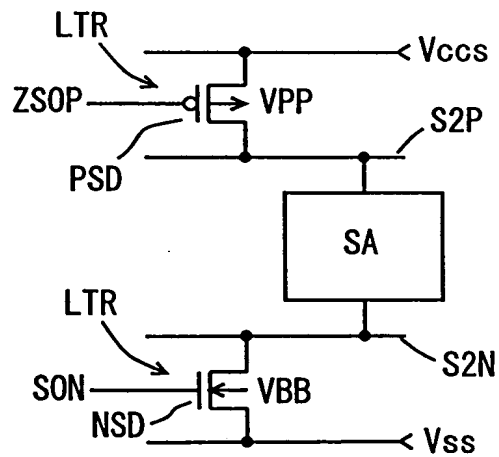 LTR
Vccs
ZSOP
VPP
S2P
PSD
SA
LTR
S2N
SON
VBB
NSD
Vss